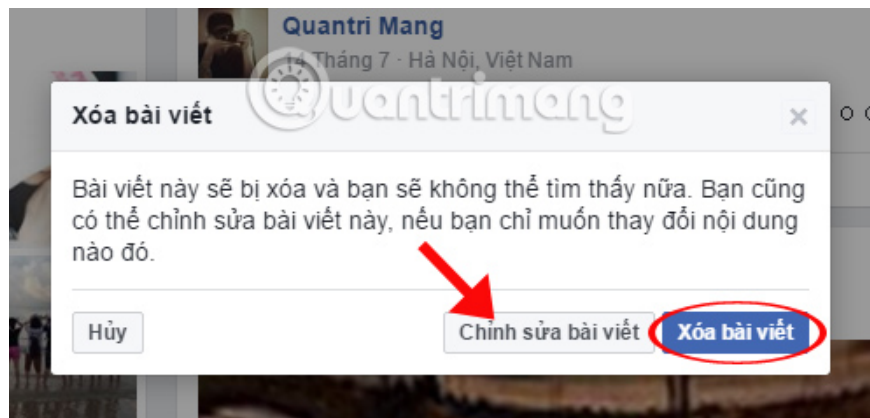 Quantri Mang
14 Tháng 7 · Hà Nội, Việt Nam
Quantrimang
Xóa bài viết
Bài viết này sẽ bị xóa và bạn sẽ không thể tìm thấy nữa. Bạn cũng
có thể chỉnh sửa bài viết này, nếu bạn chỉ muốn thay đổi nội dung
nào đó.
Hủy
Chỉnh sửa bài viết
Xóa bài viết